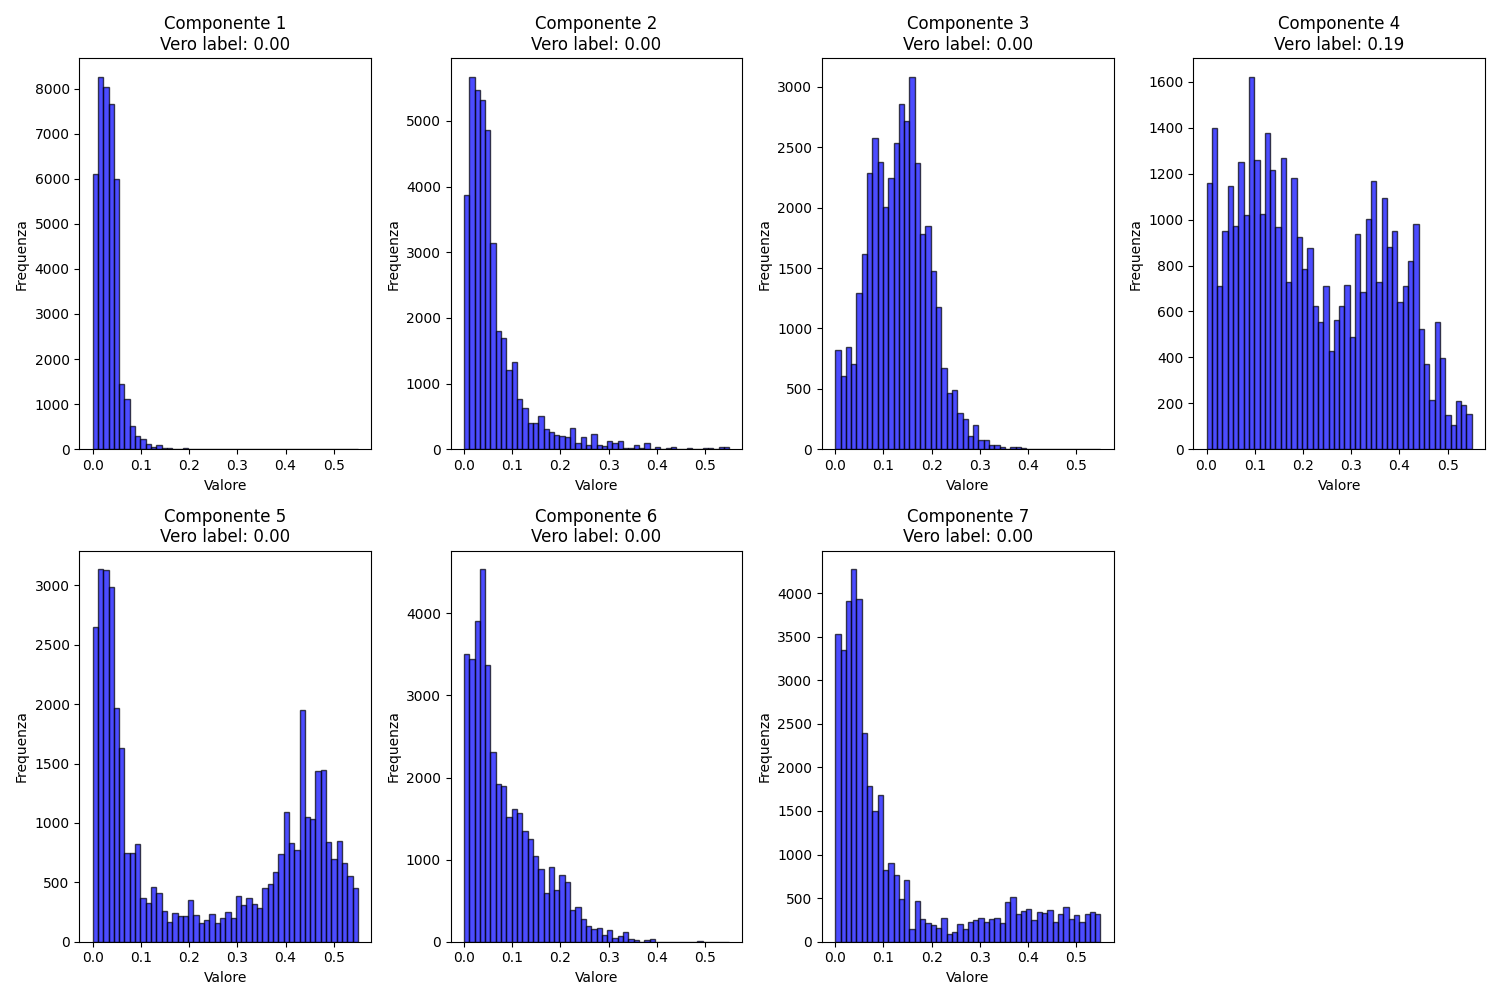 Componente 1
Vero label: 0.00
Frequenza
8000
7000
6000
5000
4000
3000
2000
1000
0
0.0 0.1 0.2 0.3 0.4 0.5
Valore
Componente 2
Vero label: 0.00
Frequenza
5000
4000
3000
2000
1000
0
0.0 0.1 0.2 0.3 0.4 0.5
Valore
Componente 3
Vero label: 0.00
Frequenza
3000
2500
2000
1500
1000
500
0
0.0 0.1 0.2 0.3 0.4 0.5
Valore
Componente 4
Vero label: 0.19
Frequenza
1600
1400
1200
1000
800
600
400
200
0
0.0 0.1 0.2 0.3 0.4 0.5
Valore
Componente 5
Vero label: 0.00
Frequenza
3000
2500
2000
1500
1000
500
0
0.0 0.1 0.2 0.3 0.4 0.5
Valore
Componente 6
Vero label: 0.00
Frequenza
4000
3000
2000
1000
0
0.0 0.1 0.2 0.3 0.4 0.5
Valore
Componente 7
Vero label: 0.00
Frequenza
4000
3500
3000
2500
2000
1500
1000
500
0
0.0 0.1 0.2 0.3 0.4 0.5
Valore